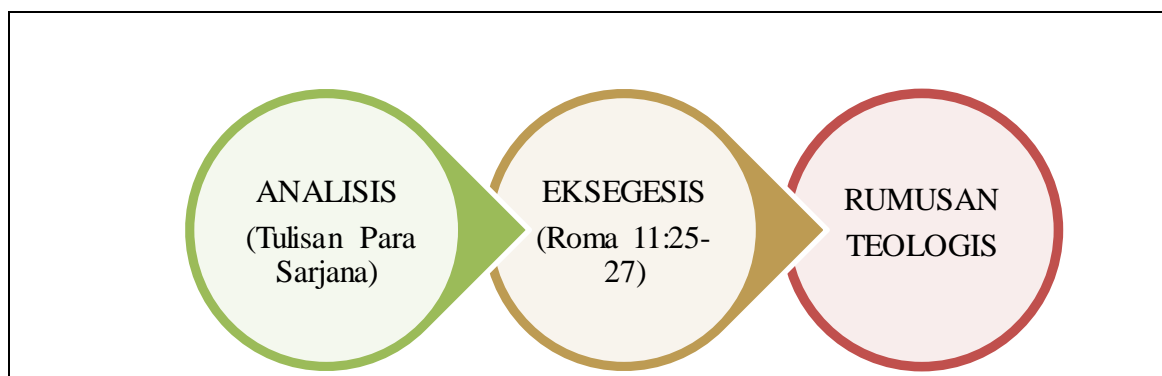 ANALISIS
(Tulisan Para
Sarjana)
EKSEGESIS
(Roma 11:25-
27)
RUMUSAN
TEOLOGIS